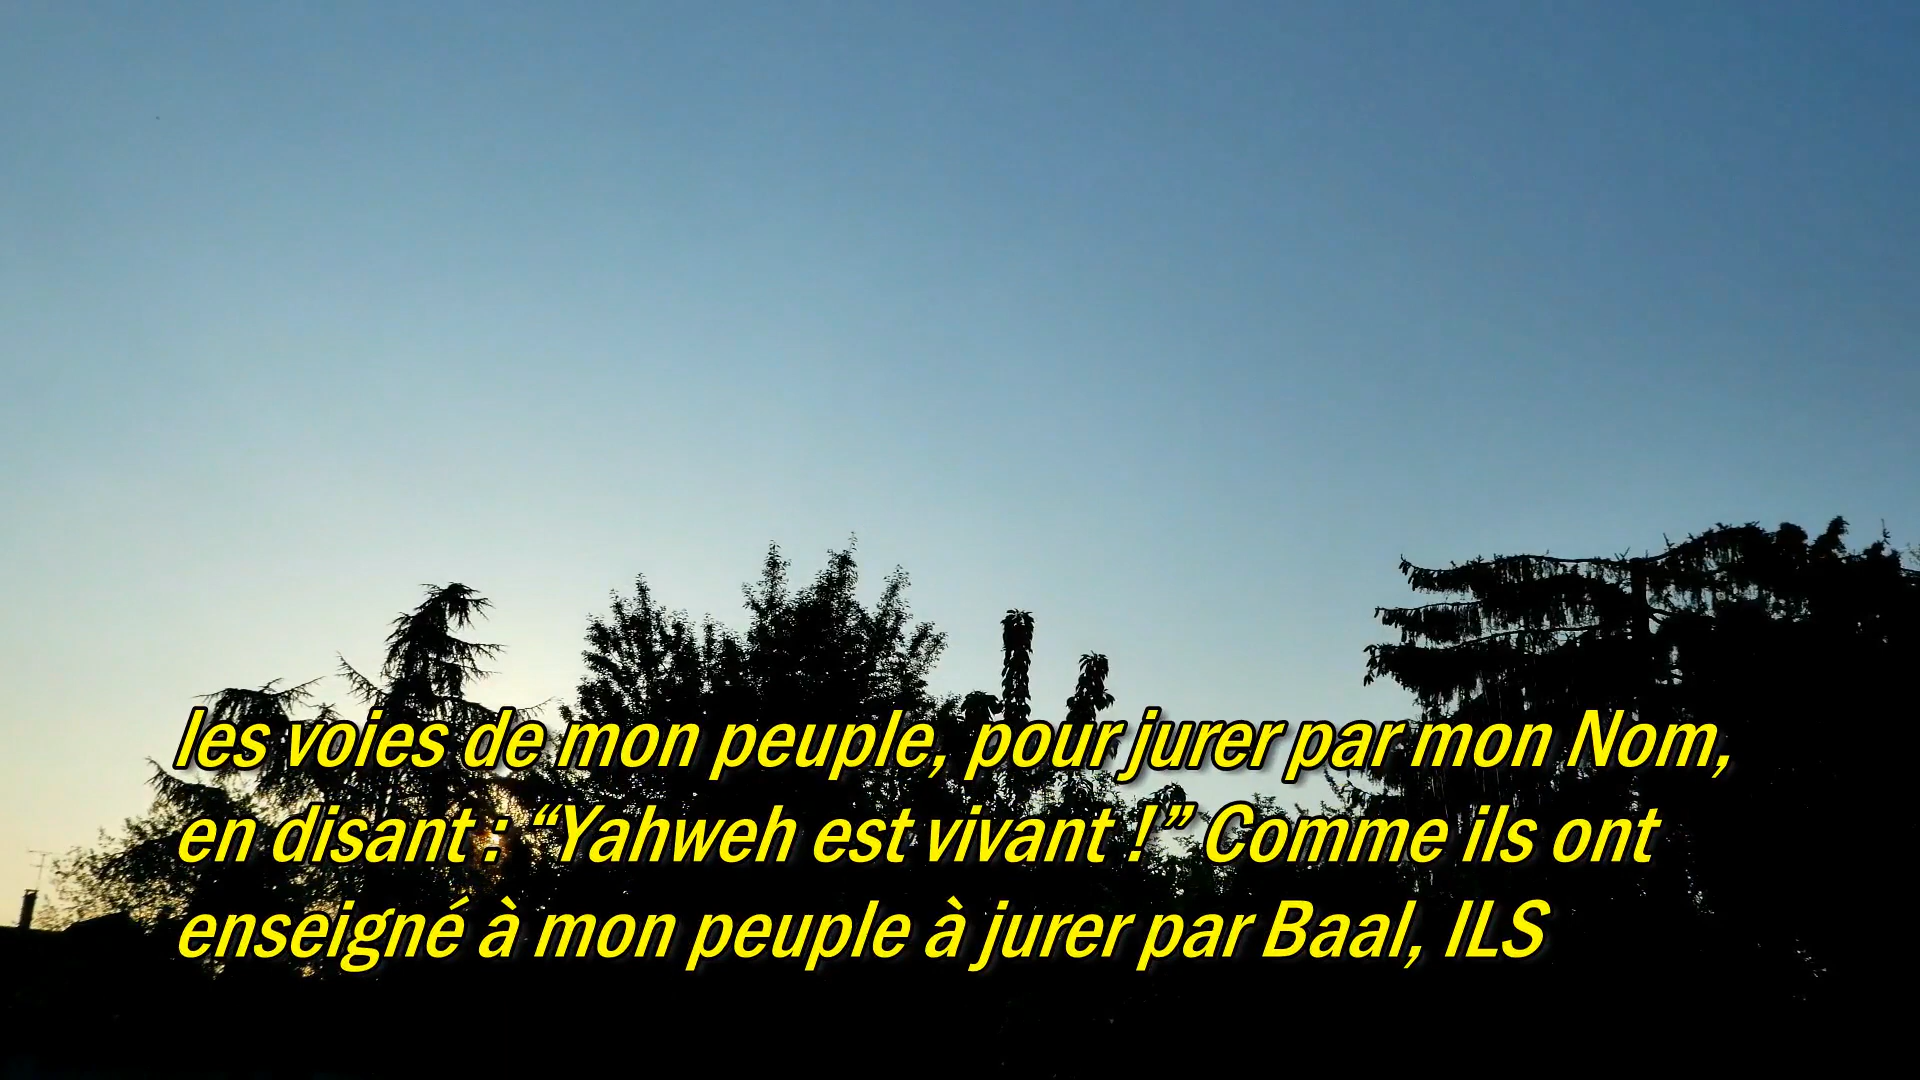 les voies de mon peuple, pour jurer par mon Nom,
en disant : “Yahweh est vivant !” Comme ils ont
enseigné à mon peuple à jurer par Baal, ILS